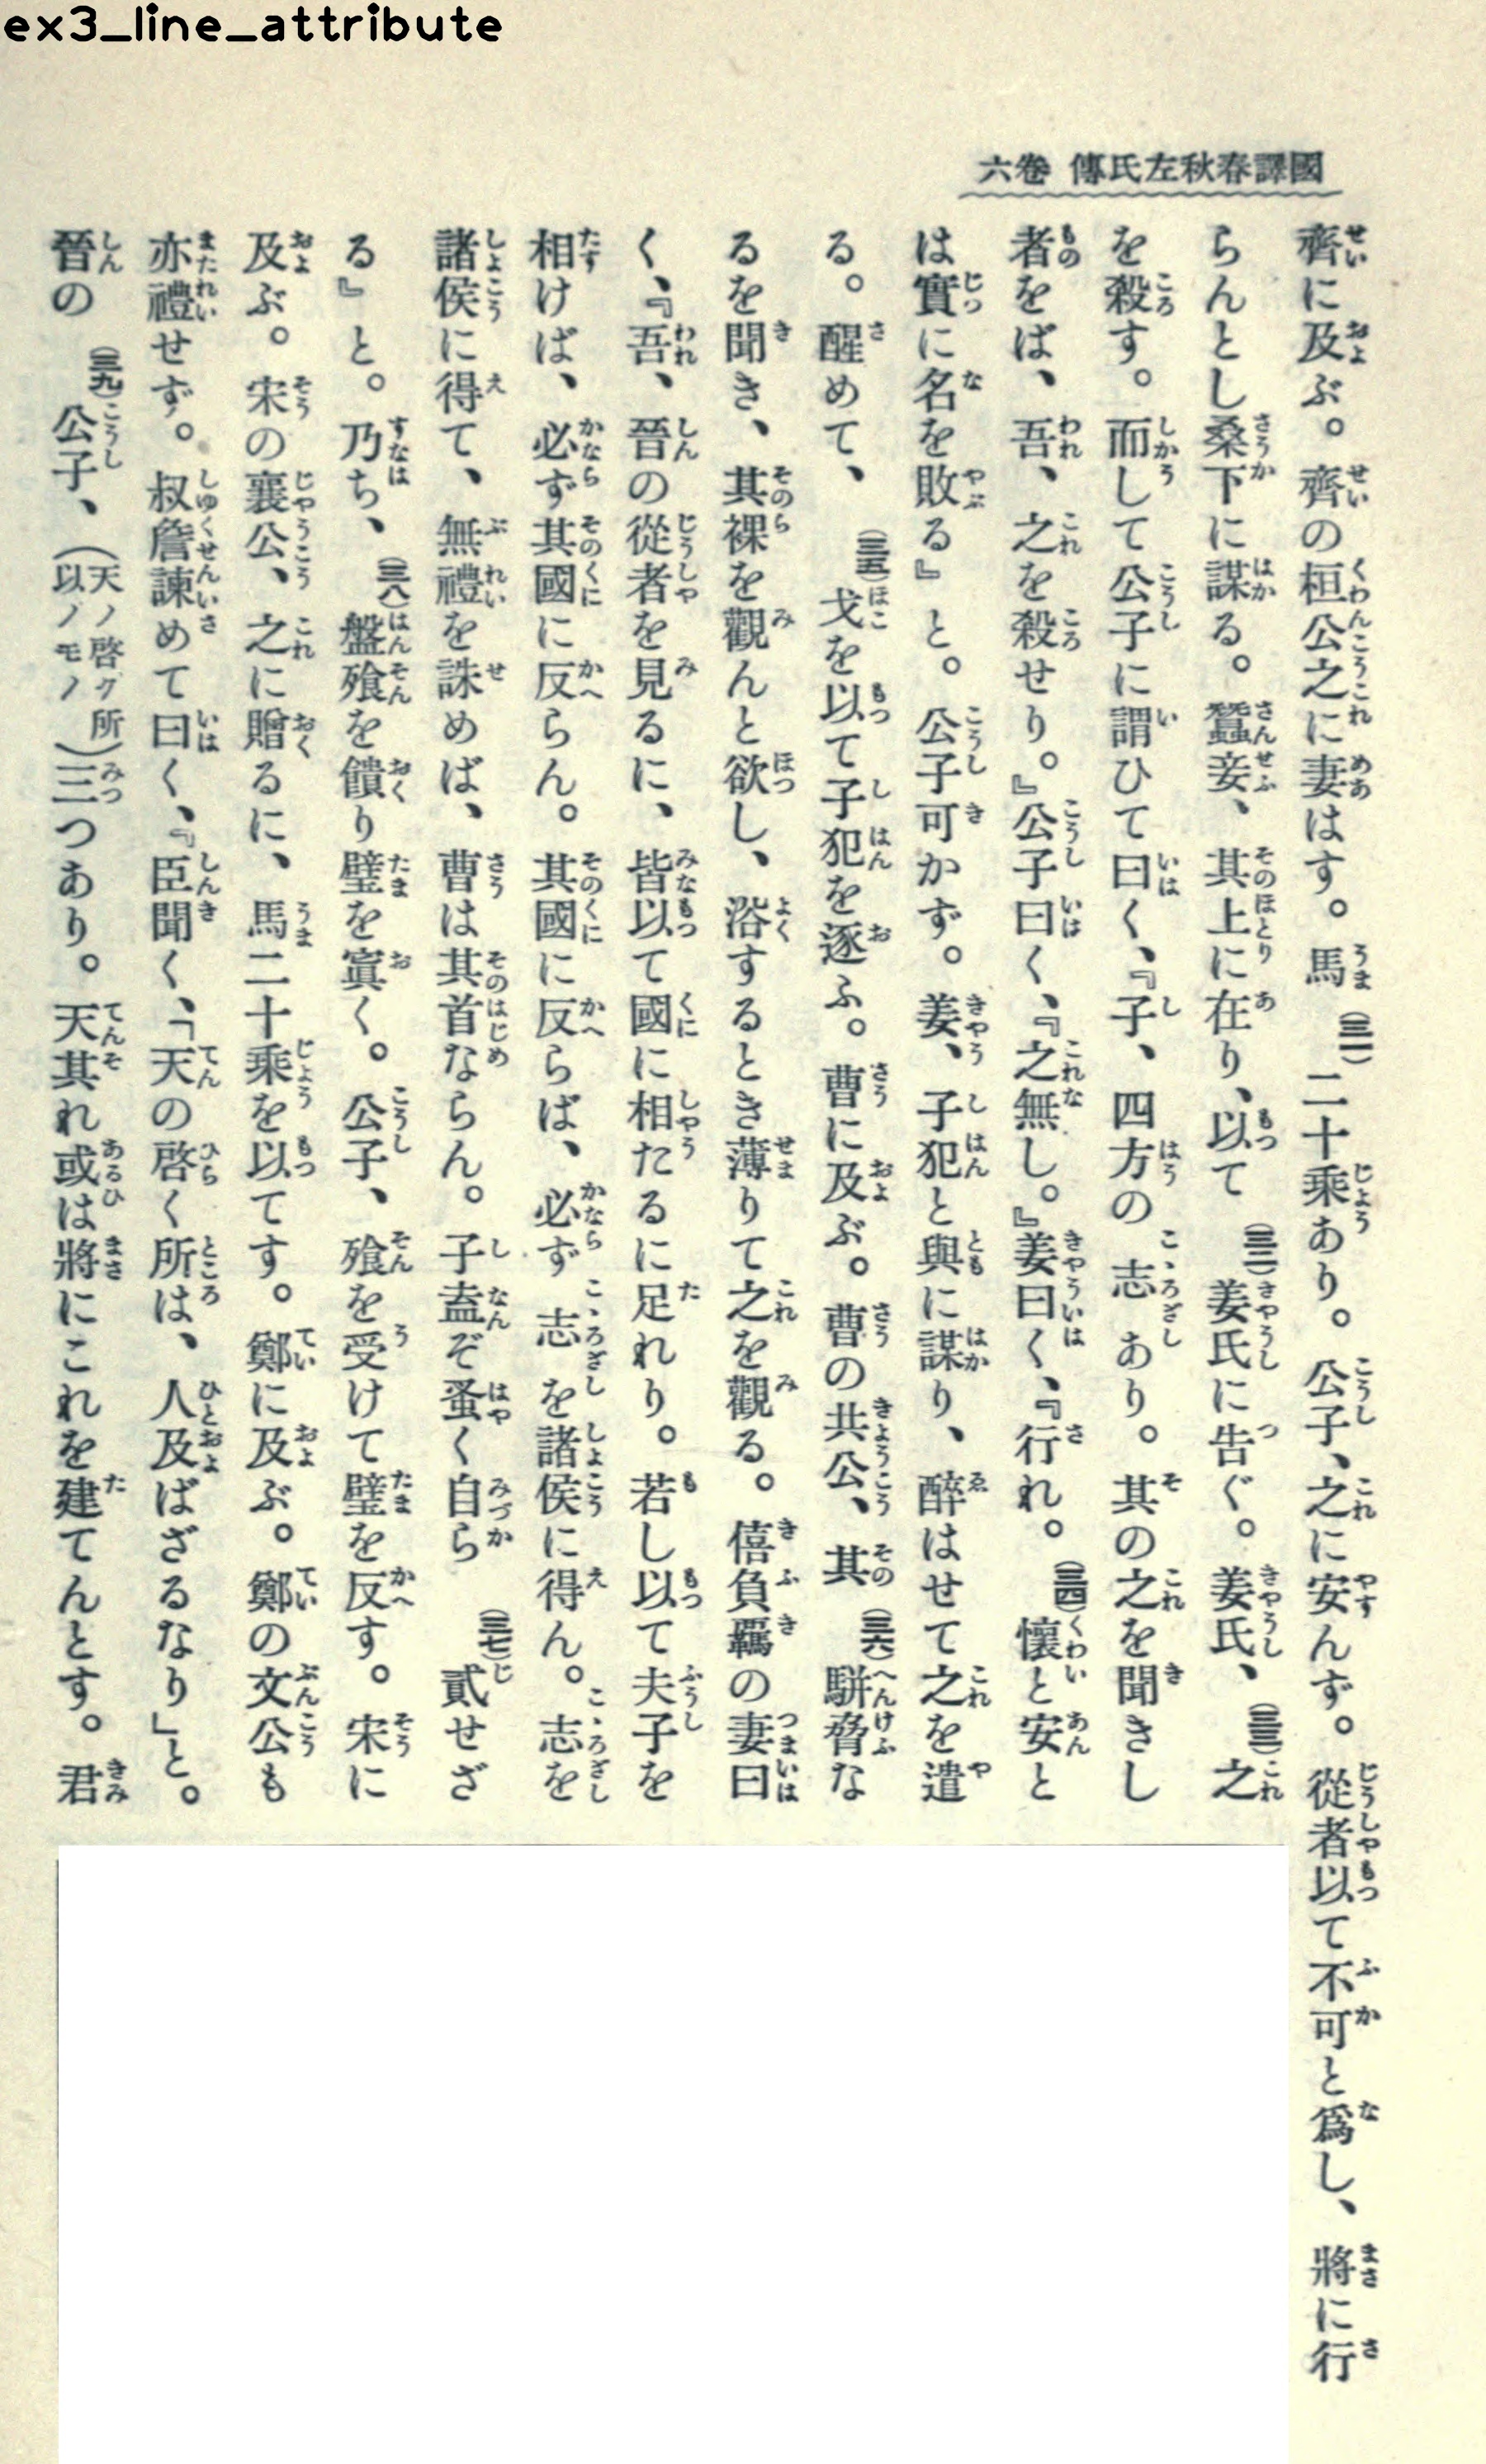 ex3_line_attribute
國譯春秋左氏傳 卷六
齊に及ぶ。齊の桓公之に妻はす。馬(三一)二十乘あり。公子、之に安んず。從者以て不可と爲し、將に行
らんとし桑下に謀る。蠶妾、其上に在り、以て(三二)姜氏に告ぐ。姜氏、(三三)之
を殺す。而して公子に謂ひて曰く、『子、四方の志あり。其の之を聞きし
者をば、吾、之を殺せり。』公子曰く、『之無し。』姜曰く、『行れ。(三四)懷と安と
は實に名を敗る』と。公子可かず。姜、子犯と與に謀り、醉はせて之を遣
る。醒めて、(三五)戈を以て子犯を逐ふ。曹に及ぶ。曹の共公、其(三六)駢脅な
るを聞き、其裸を觀んと欲し、浴するとき薄りて之を觀る。僖負羈の妻曰
く、『吾、晉の從者を見るに、皆以て國に相たるに足れり。若し以て夫子を
相けば、必ず其國に反らん。其國に反らば、必ず志を諸侯に得ん。志を
諸侯に得て、無禮を誅めば、曹は其首ならん。子盍ぞ蚤く自ら(三七)貳せざ
る』と。乃ち、(三八)盤飱を饋り璧を寘く。公子、飱を受けて璧を反す。宋に
及ぶ。宋の襄公、之に贈るに、馬二十乘を以てす。鄭に及ぶ。鄭の文公も
亦禮せず。叔詹諫めて曰く、『臣聞く、「天の啓く所は、人及ばざるなり」と。
晉の(三九)公子、(天ノ啓ク所以ノモノ)三つあり。天其れ或は將にこれを建てんとす。君